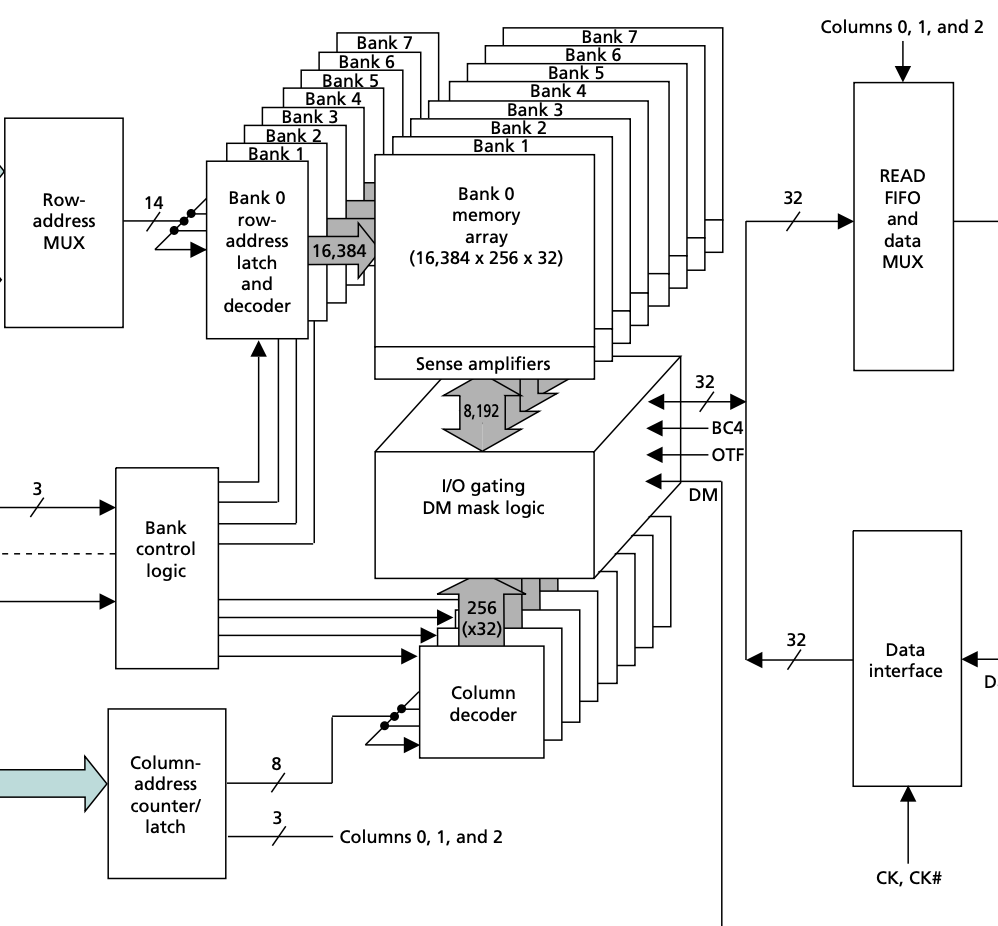 Columns 0, 1, and 2
Bank 7
Bank 6
Bank 5
Bank 4
Bank 3
Bank 2
Bank 1
Bank 7
Bank 6
Bank 5
Bank 4
Bank 3
Bank 2
Bank 1
Row-
address
MUX
14
Bank 0
row-
address
latch
and
decoder
16,384
Bank 0
memory
array
(16,384 x 256 x 32)
Sense amplifiers
8,192
32
READ
FIFO
and
data
MUX
32
BC4
OTF
DM
I/O gating
DM mask logic
3
Bank
control
logic
256
(x32)
Column
decoder
32
Data
interface
D
CK, CK#
Column-
address
counter/
latch
8
3
Columns 0, 1, and 2